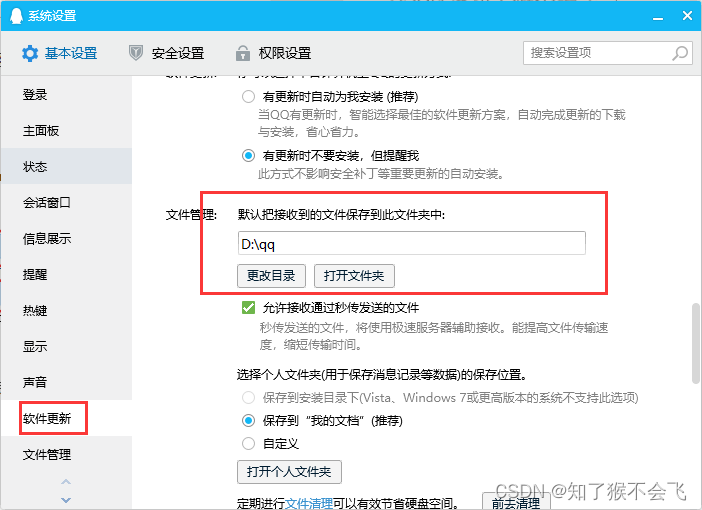 系统设置
基本设置
安全设置
权限设置
搜索设置项
登录
主面板
状态
会话窗口
信息展示
提醒
热键
显示
声音
软件更新
文件管理
有更新时自动为我安装 (推荐)
当QQ有更新时，智能选择最佳的软件更新方案，自动完成更新的下载
与安装，省心省力。
有更新时不要安装，但提醒我
此方式不影响安全补丁等重要更新的自动安装。
文件管理:
默认把接收到的文件保存到此文件夹中:
D:\qq
更改目录
打开文件夹
允许接收通过秒传发送的文件
秒传发送的文件，将使用极速服务器辅助接收。能提高文件传输速
度，缩短传输时间。
选择个人文件夹(用于保存消息记录等数据)的保存位置。
保存到安装目录下(Vista、Windows 7或更高版本的系统不支持此选项)
保存到“我的文档”(推荐)
自定义
打开个人文件夹
定期进行文件清理可以有效节省硬盘空间。
前去清理
CSDN @知了猴不会飞